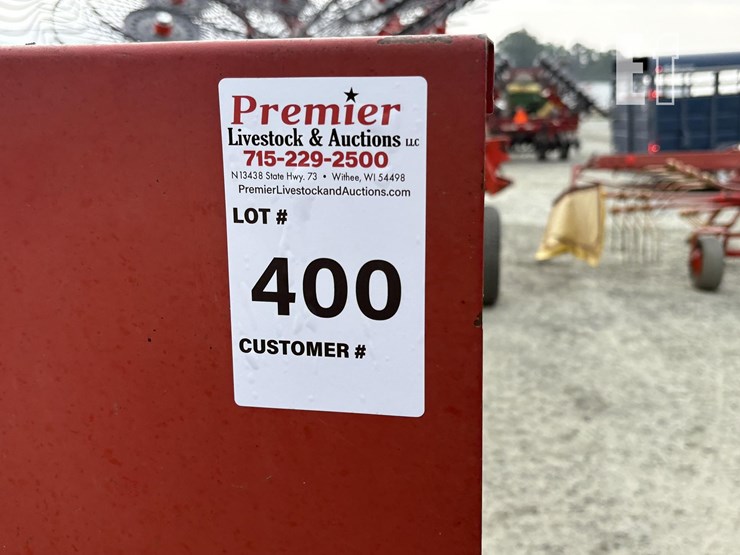 Premier
Livestock & Auctions LLC
715-229-2500
N13438 State Hwy. 73 • Withee, WI 54498
PremierLivestockandAuctions.com
LOT #
400
CUSTOMER #